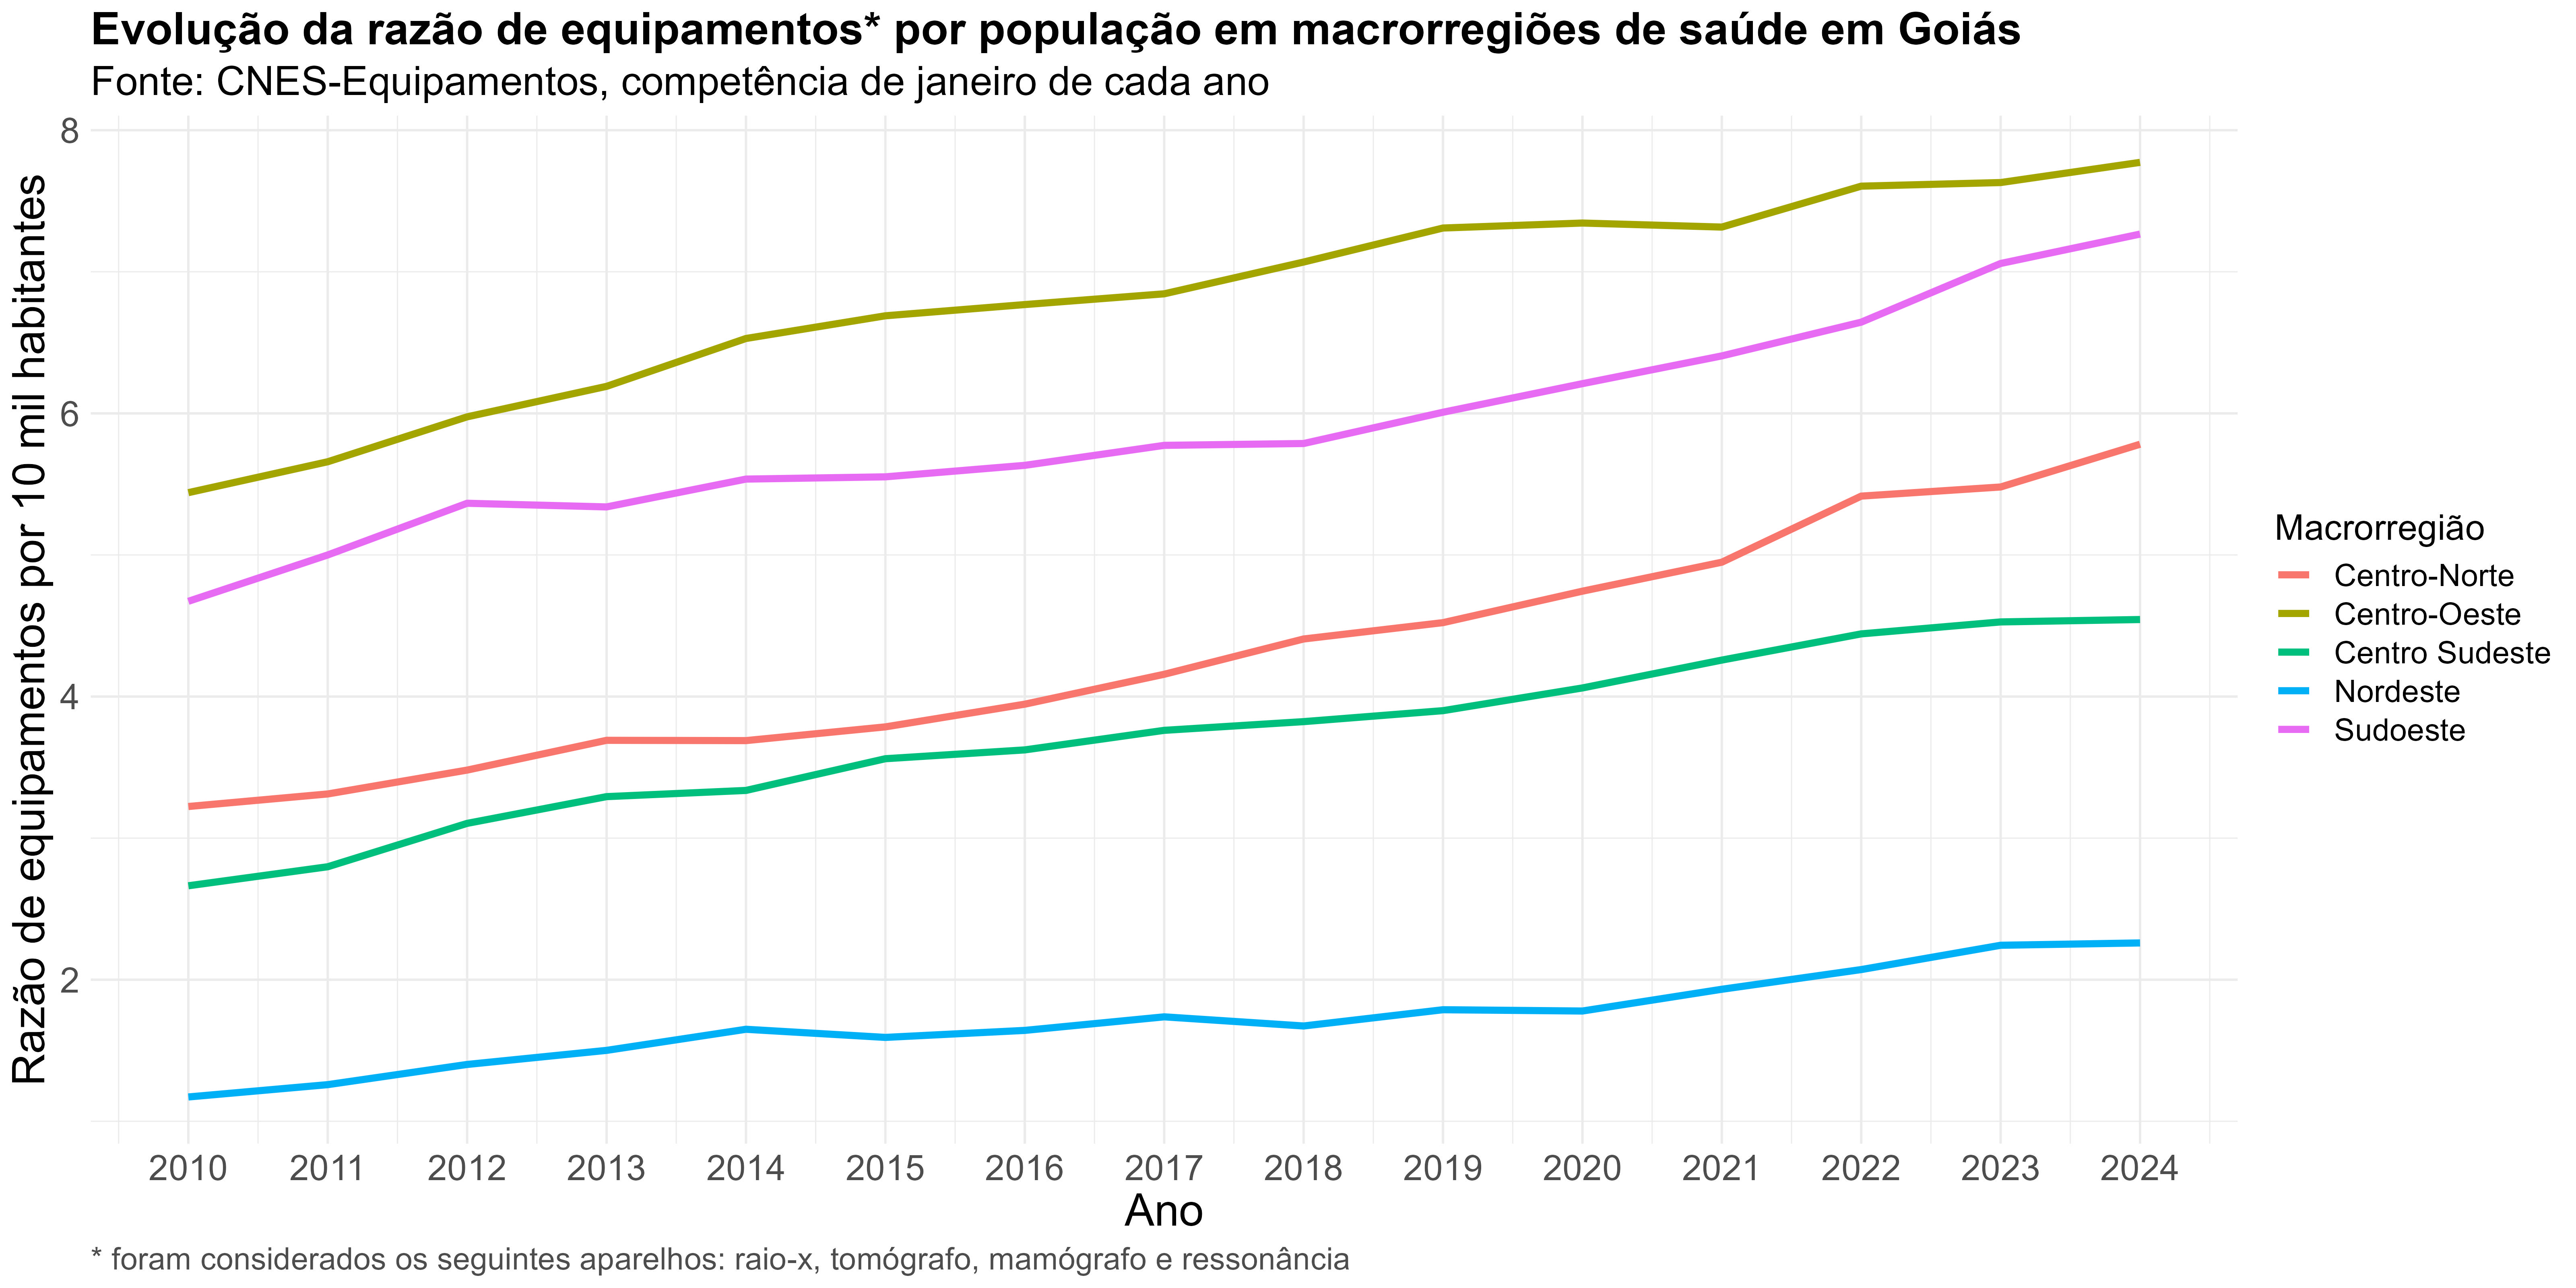 Evolução da razão de equipamentos* por população em macrorregiões de saúde em Goiás
Fonte: CNES-Equipamentos, competência de janeiro de cada ano
Razão de equipamentos por 10 mil habitantes
8
6
4
2
2010 2011 2012 2013 2014 2015 2016 2017 2018 2019 2020 2021 2022 2023 2024
Ano
Macrorregião
Centro-Norte
Centro-Oeste
Centro Sudeste
Nordeste
Sudoeste
* foram considerados os seguintes aparelhos: raio-x, tomógrafo, mamógrafo e ressonância